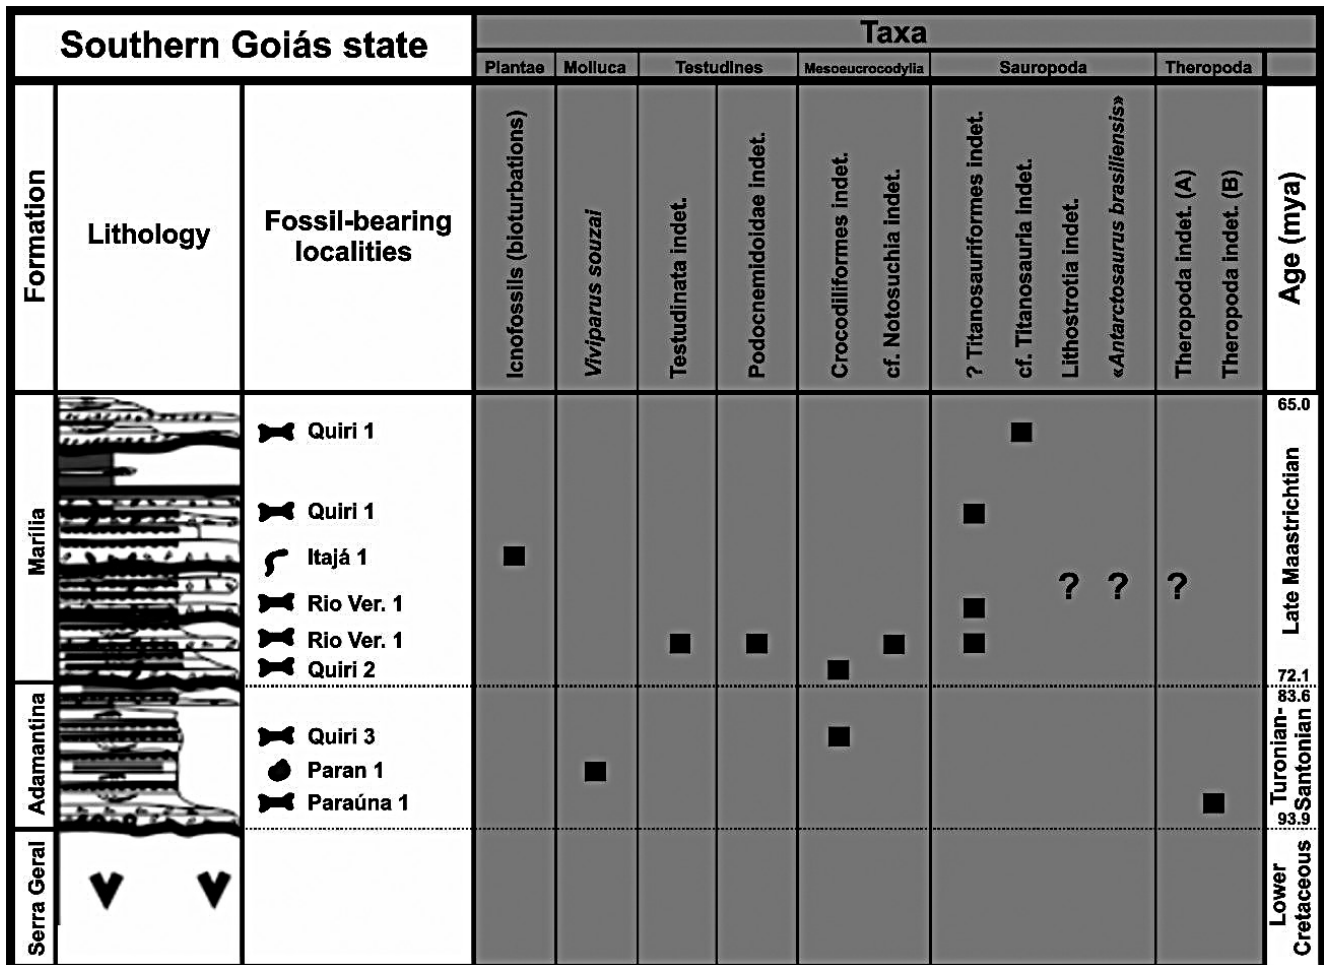 Southern Goiás state
Taxa
Plantae
Molluca
Testudines
Mesoeucrocodylia
Sauropoda
Theropoda
Formation
Lithology
Fossil-bearing
localities
Icnofossils (bioturbations)
Viviparus souzai
Testudinata indet.
Podocnemidoidae indet.
Crocodiliformes indet.
cf. Notosuchia indet.
? Titanosauriformes indet.
cf. Titanosauria indet.
Lithostrotia indet.
«Antarctosaurus brasiliensis»
Theropoda indet. (A)
Theropoda indet. (B)
Age (mya)
Marília
Quiri 1
Quiri 1
Itajá 1
Rio Ver. 1
Rio Ver. 1
Quiri 2
? ? ?
65.0
Late Maastrichtian
72.1
Adamantina
Quiri 3
Paran 1
Paraúna 1
83.6
Turonian-
Santonian
93.9
Serra Geral
Lower
Cretaceous